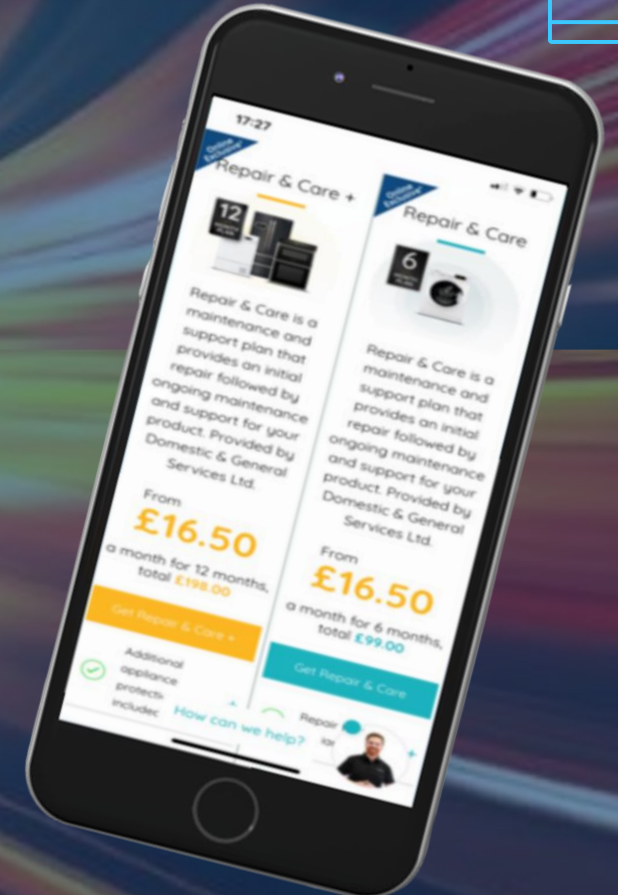 17:27
Online
Exclusive*
Repair & Care +
12
MONTH
Repair & Care is a
maintenance and
support plan that
provides an initial
repair followed by
ongoing maintenance
and support for your
product. Provided by
Domestic & General
Services Ltd.
From
£16.50
a month for 12 months,
total £198.00
Get Repair & Care +
Additional
appliance
included
Online
Exclusive*
Repair & Care
6
MONTH
PLAN
Repair & Care is a
maintenance and
support plan that
provides an initial
repair followed by
ongoing maintenance
and support for your
product. Provided by
Domestic & General
Services Ltd.
From
£16.50
a month for 6 months,
total £99.00
Get Repair & Care
Repair
How can we help?